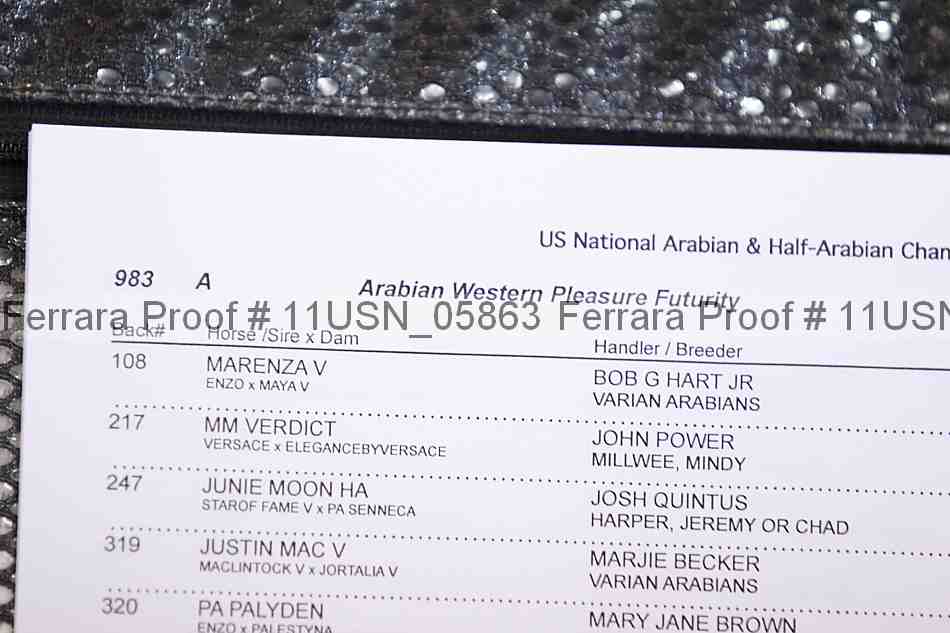 US National Arabian & Half-Arabian
983 A Arabian Western Pleasure Futurity
Ferrara Proof # 11USN_05863 Ferrara Proof #
Back# Horse /Sire x Dam Handler / Breeder
108 MARENZA V BOB G HART JR
ENZO x MAYA V VARIAN ARABIANS
217 MM VERDICT JOHN POWER
VERSACE x ELEGANCEBYVERSACE MILLWEE, MINDY
247 JUNIE MOON HA JOSH QUINTUS
STAROF FAME V x PA SENNECA HARPER, JEREMY OR CHAD
319 JUSTIN MAC V MARJIE BECKER
MACLINTOCK V x JORTALIA V VARIAN ARABIANS
320 PA PALYDEN MARY JANE BROWN
ENZO x PALESTYNA